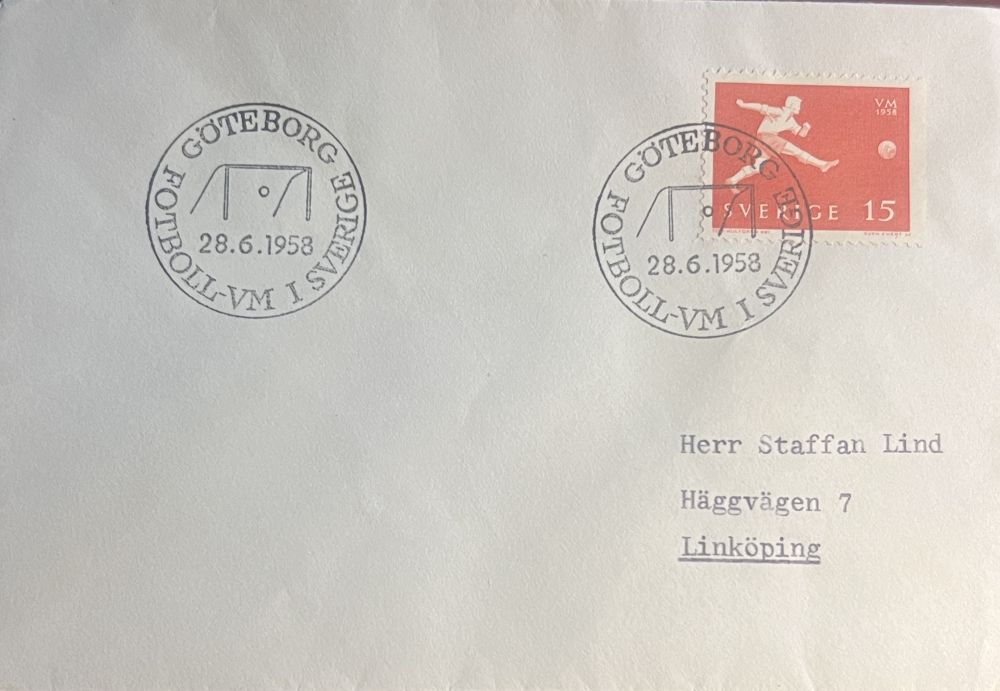 GÖTEBORG
28.6.1958
FOTBOLL-VM I SVERIGE
VM
1958
SVERIGE 15
GÖTEBORG
28.6.1958
FOTBOLL-VM I SVERIGE
Herr Staffan Lind
Häggvägen 7
Linköping